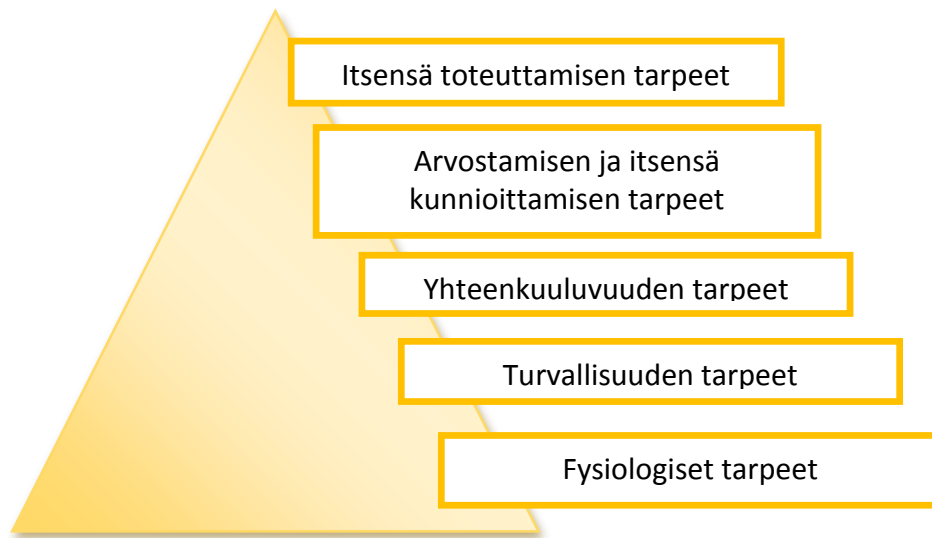 Itsensä toteuttamisen tarpeet
Arvostamisen ja itsensä
kunnioittamisen tarpeet
Yhteenkuuluvuuden tarpeet
Turvallisuuden tarpeet
Fysiologiset tarpeet